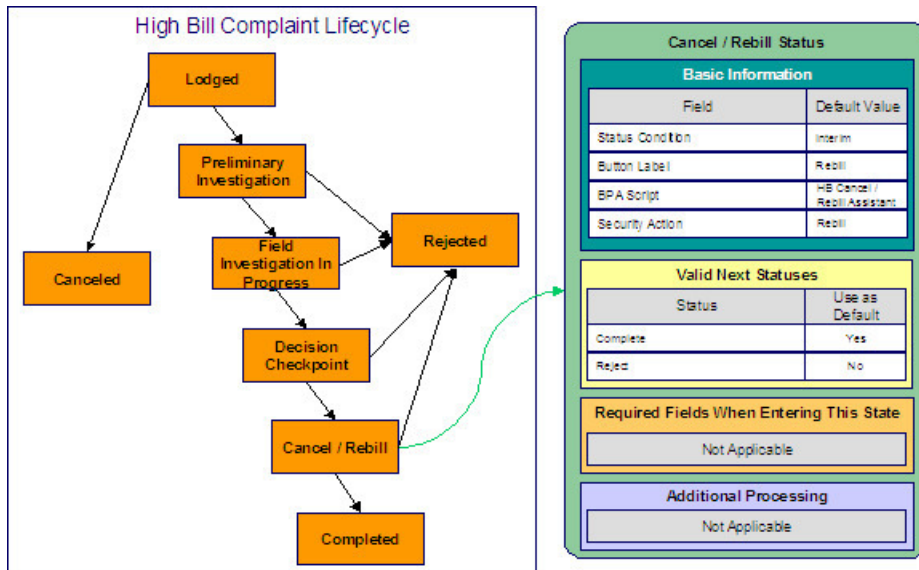 High Bill Complaint Lifecycle
Lodged
Preliminary
Investigation
Field
Investigation In
Progress
Rejected
Canceled
Decision
Checkpoint
Cancel / Rebill
Completed
Cancel / Rebill Status
Basic Information
Field Default Value
Status Condition Interim
Button Label Rebill
BPA Script HB Cancel /
Rebill Assistant
Security Action Rebill
Valid Next Statuses
Status Use as
Default
Complete Yes
Reject No
Required Fields When Entering This State
Not Applicable
Additional Processing
Not Applicable